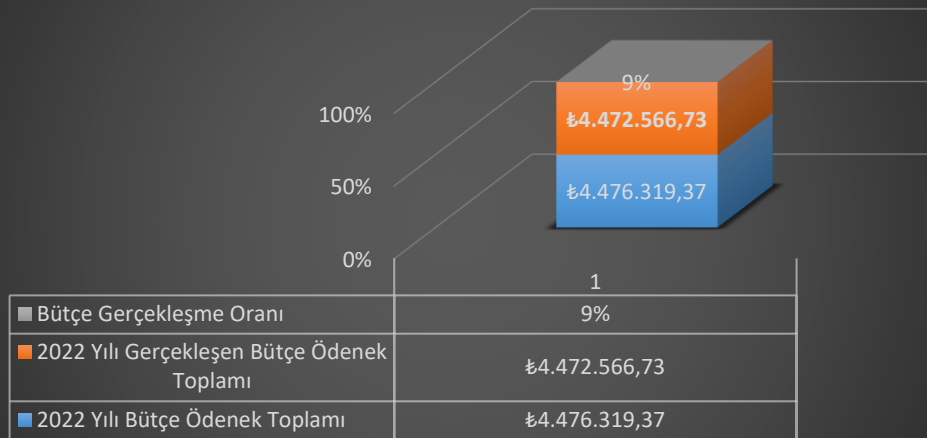 100%
50%
0%
9%
₺4.472.566,73
₺4.476.319,37
1
Bütçe Gerçekleşme Oranı
9%
2022 Yılı Gerçekleşen Bütçe Ödenek
Toplamı
₺4.472.566,73
2022 Yılı Bütçe Ödenek Toplamı
₺4.476.319,37